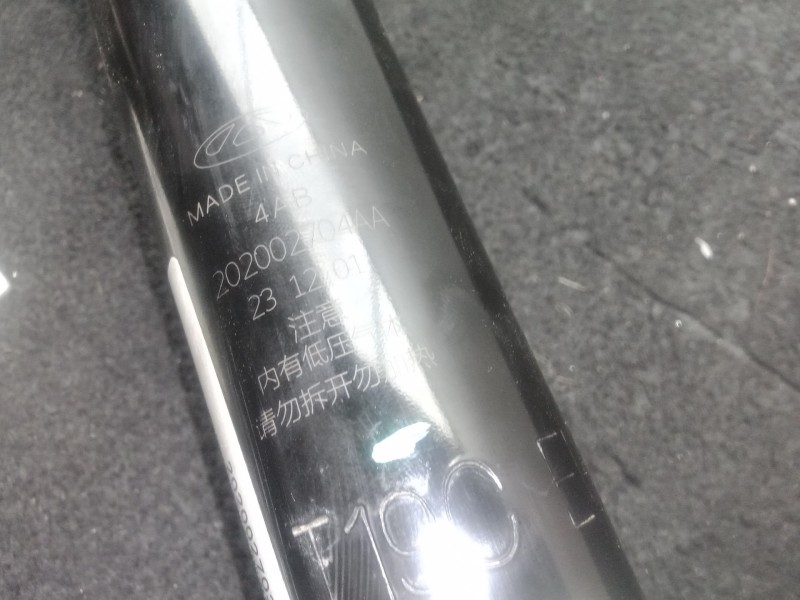 MADE IN CHINA
4AB
202002704AA
23 12 01
注意
内有低压气体
请勿拆开勿加热
T190